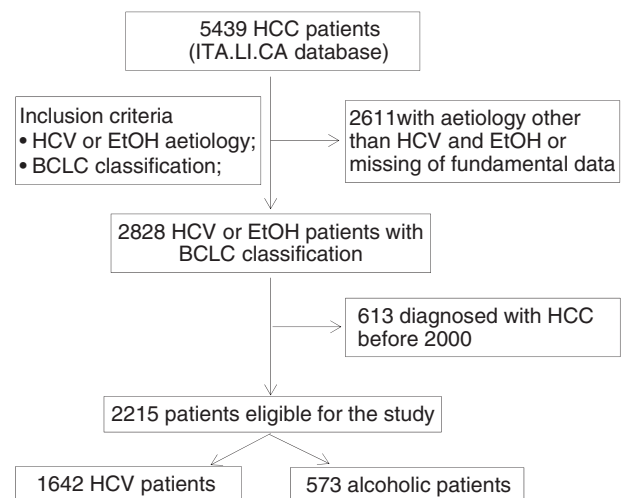 5439 HCC patients
(ITA.LI.CA database)
Inclusion criteria
• HCV or EtOH aetiology;
• BCLC classification;
2611with aetiology other
than HCV and EtOH or
missing of fundamental data
2828 HCV or EtOH patients with
BCLC classification
613 diagnosed with HCC
before 2000
2215 patients eligible for the study
1642 HCV patients
573 alcoholic patients